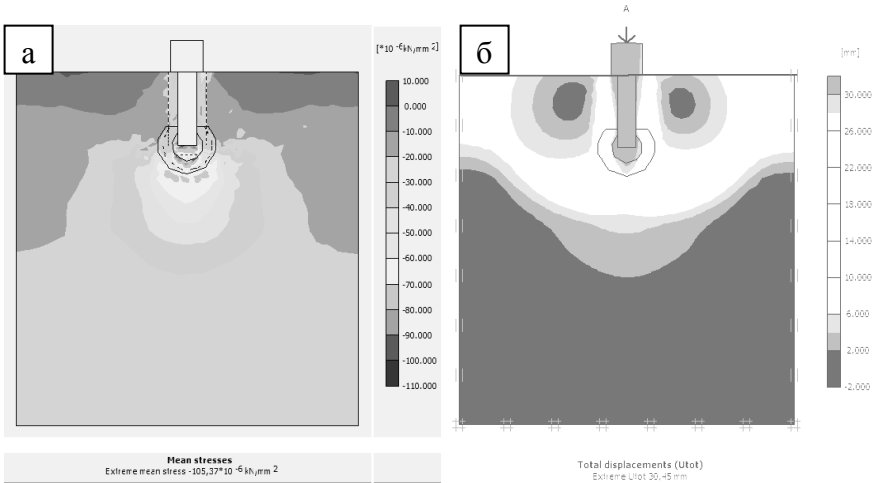 а
[*10 -6kN/mm 2]
10.000
0.000
-10.000
-20.000
-30.000
-40.000
-50.000
-60.000
-70.000
-80.000
-90.000
-100.000
-110.000
Mean stresses
Extreme mean stress -105,37*10 -6 kN/mm 2
б
A
[mm]
30.000
26.000
22.000
18.000
14.000
10.000
6.000
2.000
-2.000
Total displacements (Utot)
Extreme Utot 30,45 mm